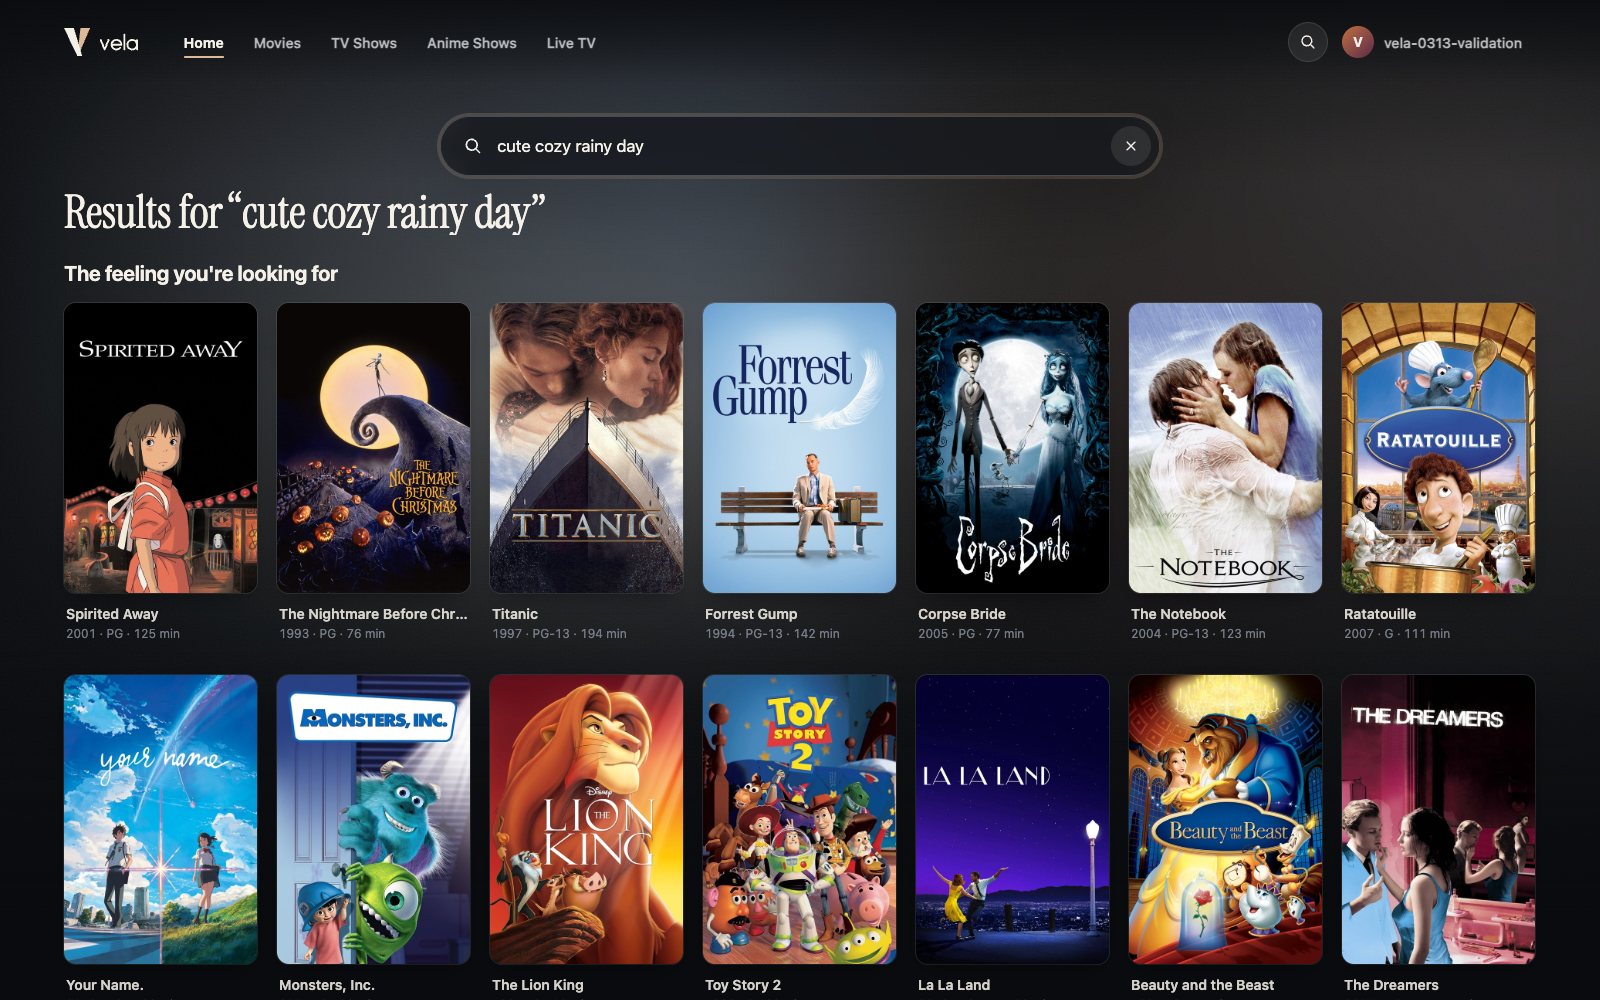 vela
Home
Movies
TV Shows
Anime Shows
Live TV
V
vela-0313-validation
cute cozy rainy day
Results for “cute cozy rainy day”
The feeling you're looking for
SPIRITED AWAY
THE NIGHTMARE BEFORE CHRISTMAS
TITANIC
Forrest Gump
Corpse Bride
THE NOTEBOOK
RATATOUILLE
Spirited Away
2001 · PG · 125 min
The Nightmare Before Chr...
1993 · PG · 76 min
Titanic
1997 · PG-13 · 194 min
Forrest Gump
1994 · PG-13 · 142 min
Corpse Bride
2005 · PG · 77 min
The Notebook
2004 · PG-13 · 123 min
Ratatouille
2007 · G · 111 min
your name.
MONSTERS, INC.
Disney
THE LION KING
TOY STORY 2
LA LA LAND
Beauty and the Beast
THE DREAMERS
Your Name.
Monsters, Inc.
The Lion King
Toy Story 2
La La Land
Beauty and the Beast
The Dreamers